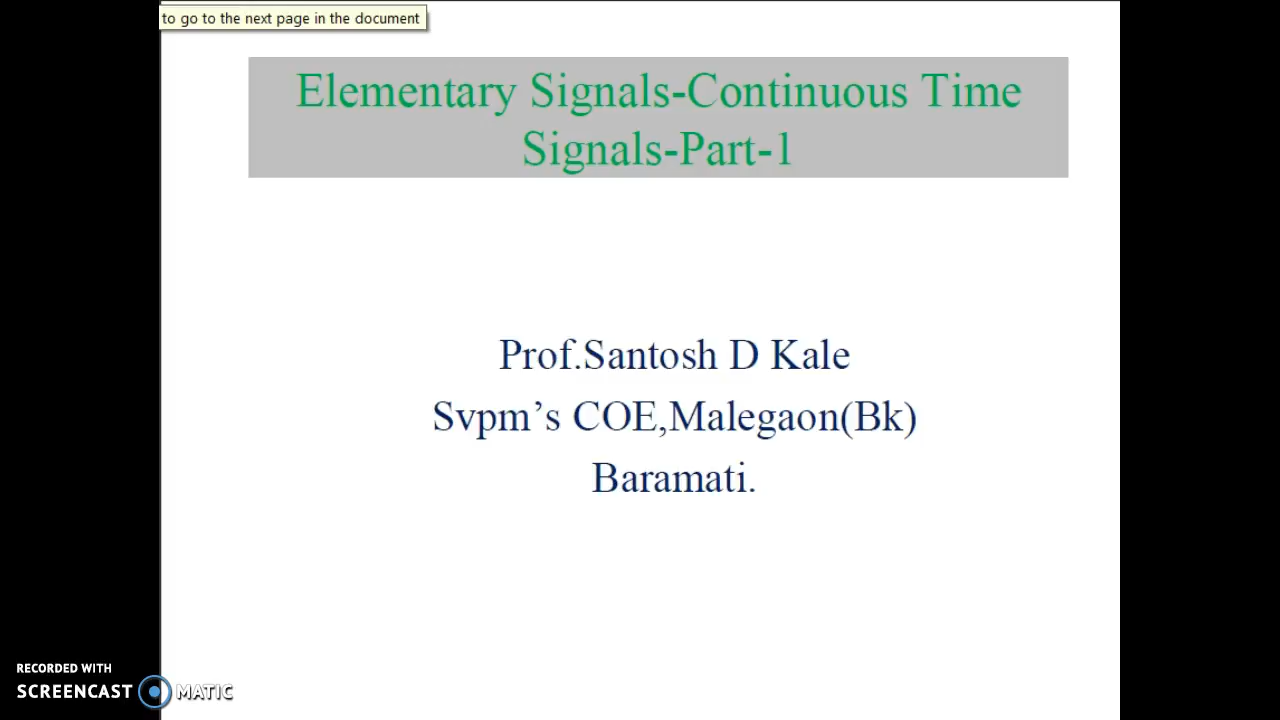 to go to the next page in the document
Elementary Signals-Continuous Time
Signals-Part-1
Prof.Santosh D Kale
Svpm’s COE,Malegaon(Bk)
Baramati.
RECORDED WITH
SCREENCAST MATIC